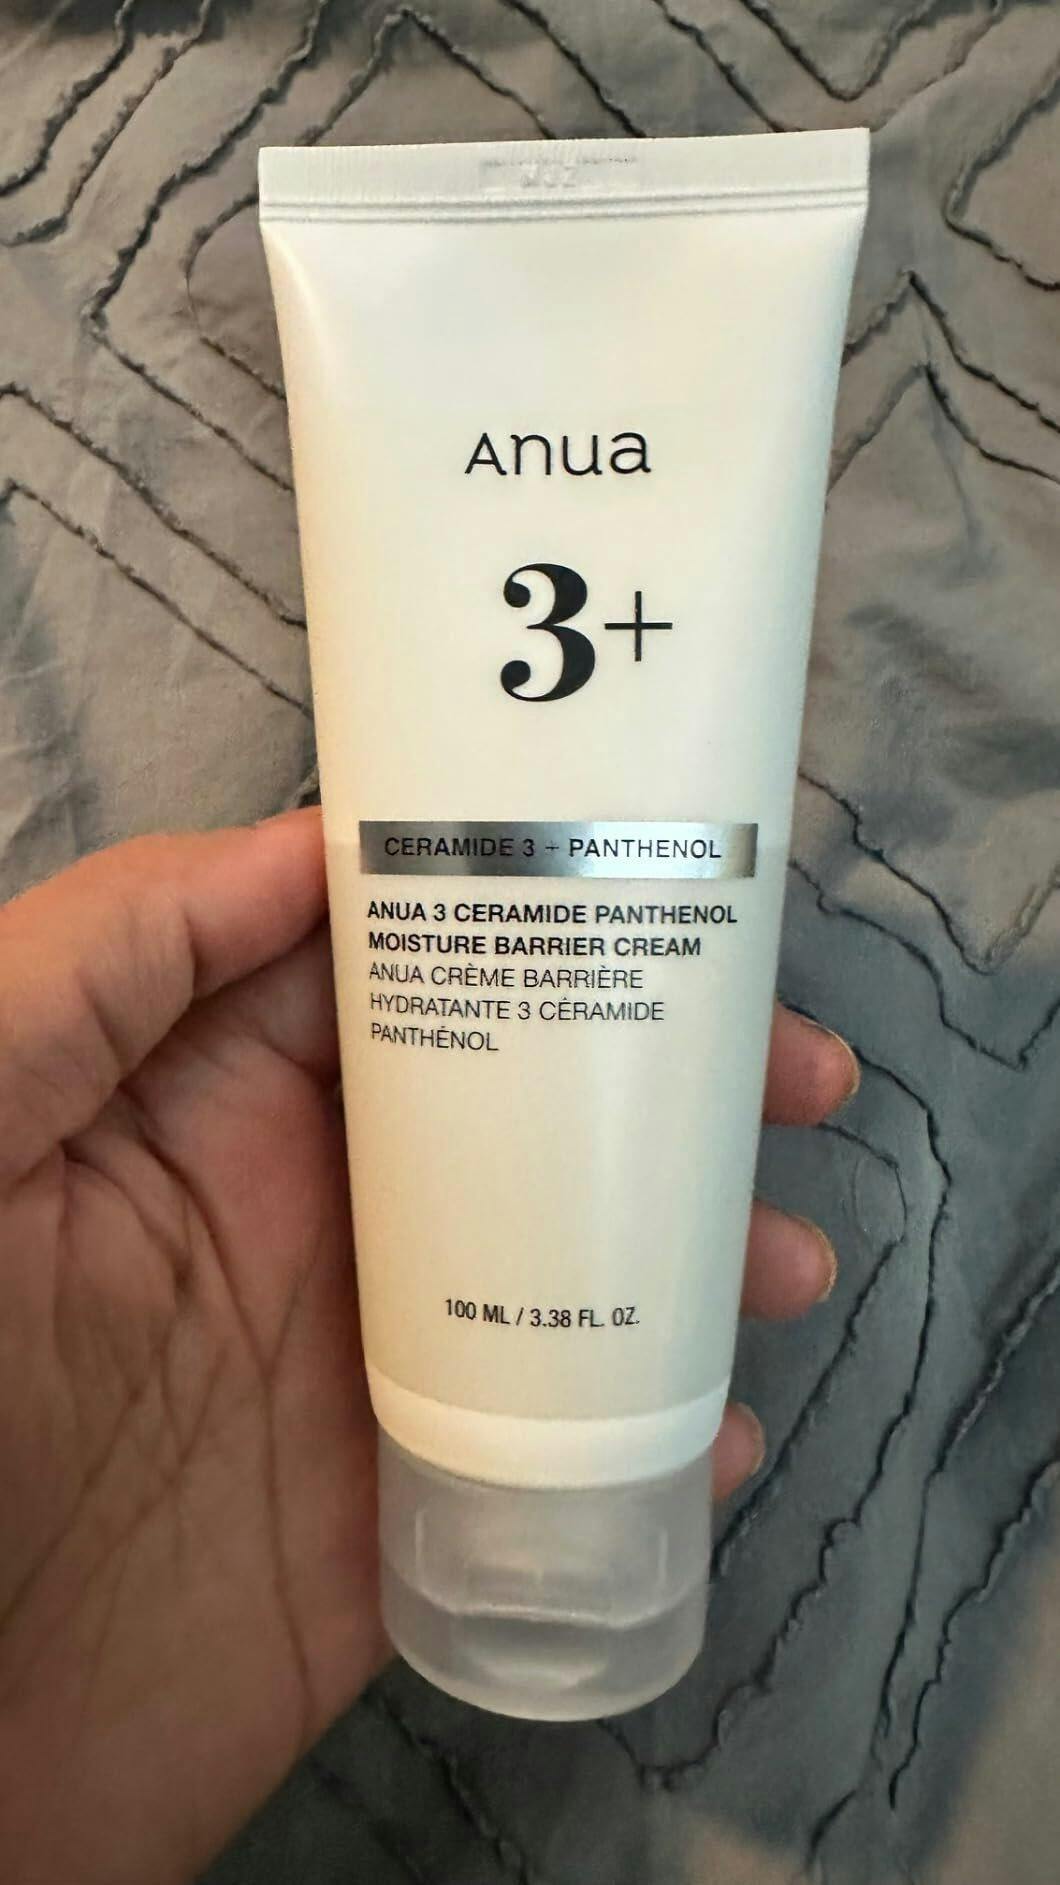 Anua
3+
CERAMIDE 3 + PANTHENOL
ANUA 3 CERAMIDE PANTHENOL
MOISTURE BARRIER CREAM
ANUA CRÈME BARRIÈRE
HYDRATANTE 3 CÉRAMIDE
PANTHÉNOL
100 ML / 3.38 FL. OZ.